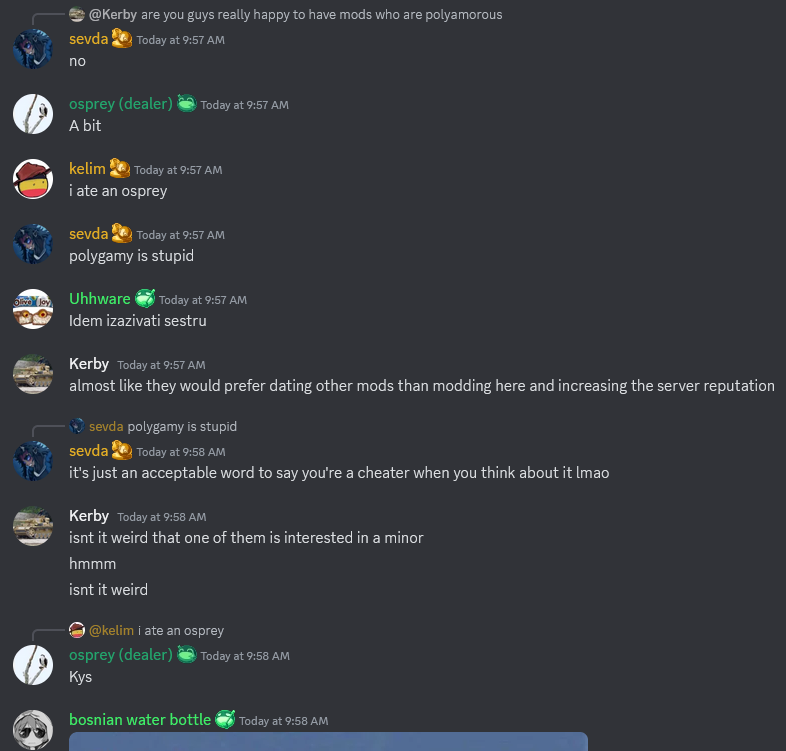 @Kerby are you guys really happy to have mods who are polyamorous
sevda Today at 9:57 AM
no
osprey (dealer) Today at 9:57 AM
A bit
kelim Today at 9:57 AM
i ate an osprey
sevda Today at 9:57 AM
polygamy is stupid
Uhhware Today at 9:57 AM
Idem izazivati sestru
Kerby Today at 9:57 AM
almost like they would prefer dating other mods than modding here and increasing the server reputation
sevda polygamy is stupid
sevda Today at 9:58 AM
it's just an acceptable word to say you're a cheater when you think about it lmao
Kerby Today at 9:58 AM
isnt it weird that one of them is interested in a minor
hmmm
isnt it weird
@kelim i ate an osprey
osprey (dealer) Today at 9:58 AM
Kys
bosnian water bottle Today at 9:58 AM